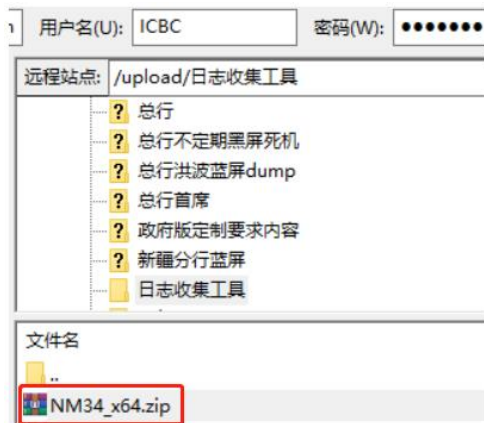 用户名(U): ICBC 密码(W): ●●●●●●●●
远程站点: /upload/日志收集工具
总行
总行不定期黑屏死机
总行洪波蓝屏dump
总行首席
政府版定制要求内容
新疆分行蓝屏
日志收集工具
文件名
..
NM34_x64.zip